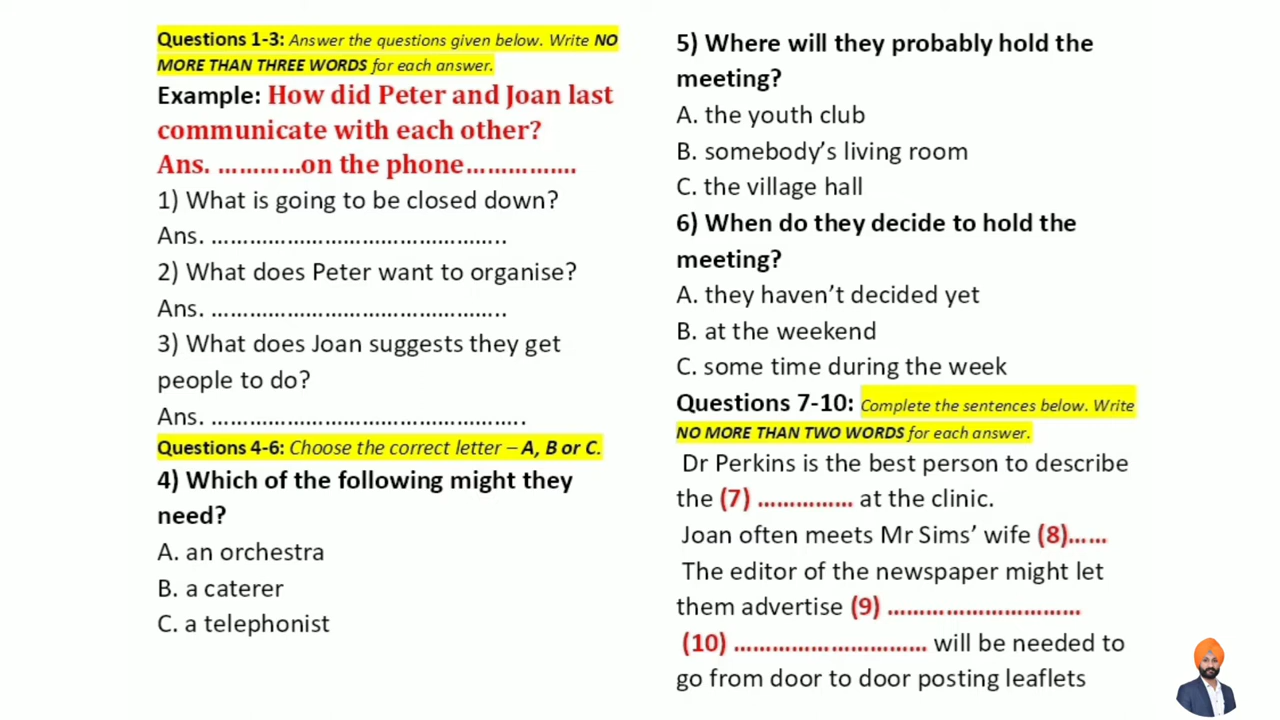 Questions 1-3: Answer the questions given below. Write NO
MORE THAN THREE WORDS for each answer.
Example: How did Peter and Joan last
communicate with each other?
Ans. …………on the phone…………….
1) What is going to be closed down?
Ans. ………………………………………..
2) What does Peter want to organise?
Ans. ………………………………………..
3) What does Joan suggests they get
people to do?
Ans. …………………………………………..
Questions 4-6: Choose the correct letter – A, B or C.
4) Which of the following might they
need?
A. an orchestra
B. a caterer
C. a telephonist
5) Where will they probably hold the
meeting?
A. the youth club
B. somebody’s living room
C. the village hall
6) When do they decide to hold the
meeting?
A. they haven’t decided yet
B. at the weekend
C. some time during the week
Questions 7-10: Complete the sentences below. Write
NO MORE THAN TWO WORDS for each answer.
Dr Perkins is the best person to describe
the (7) …………… at the clinic.
Joan often meets Mr Sims’ wife (8)……
The editor of the newspaper might let
them advertise (9) …………………………
(10) ………………………… will be needed to
go from door to door posting leaflets